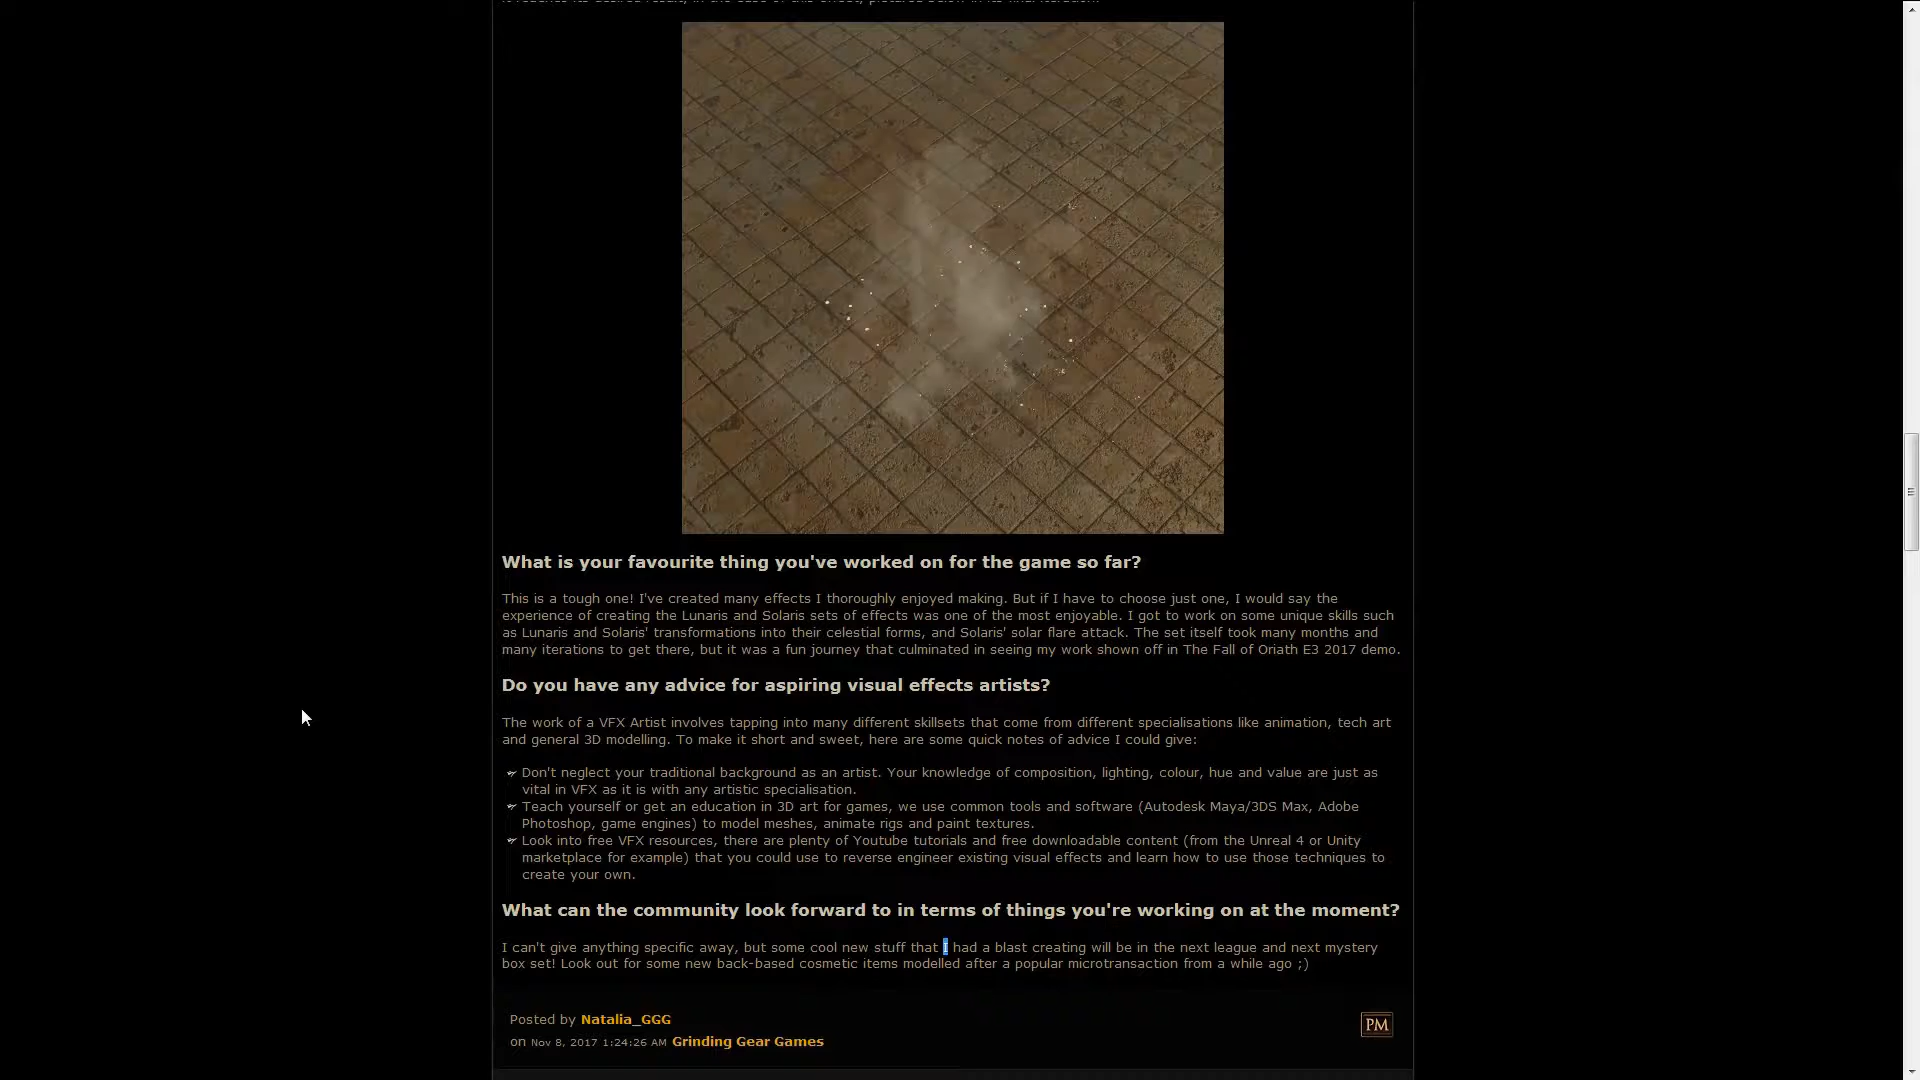 What is your favourite thing you've worked on for the game so far?
This is a tough one! I've created many effects I thoroughly enjoyed making. But if I have to choose just one, I would say the
experience of creating the Lunaris and Solaris sets of effects was one of the most enjoyable. I got to work on some unique skills such
as Lunaris and Solaris' transformations into their celestial forms, and Solaris' solar flare attack. The set itself took many months and
many iterations to get there, but it was a fun journey that culminated in seeing my work shown off in The Fall of Oriath E3 2017 demo.
Do you have any advice for aspiring visual effects artists?
The work of a VFX Artist involves tapping into many different skillsets that come from different specialisations like animation, tech art
and general 3D modelling. To make it short and sweet, here are some quick notes of advice I could give:
Don't neglect your traditional background as an artist. Your knowledge of composition, lighting, colour, hue and value are just as
vital in VFX as it is with any artistic specialisation.
Teach yourself or get an education in 3D art for games, we use common tools and software (Autodesk Maya/3DS Max, Adobe
Photoshop, game engines) to model meshes, animate rigs and paint textures.
Look into free VFX resources, there are plenty of Youtube tutorials and free downloadable content (from the Unreal 4 or Unity
marketplace for example) that you could use to reverse engineer existing visual effects and learn how to use those techniques to
create your own.
What can the community look forward to in terms of things you're working on at the moment?
I can't give anything specific away, but some cool new stuff that I had a blast creating will be in the next league and next mystery
box set! Look out for some new back-based cosmetic items modelled after a popular microtransaction from a while ago ;)
Posted by Natalia_GGG
PM
on Nov 8, 2017 1:24:26 AM Grinding Gear Games